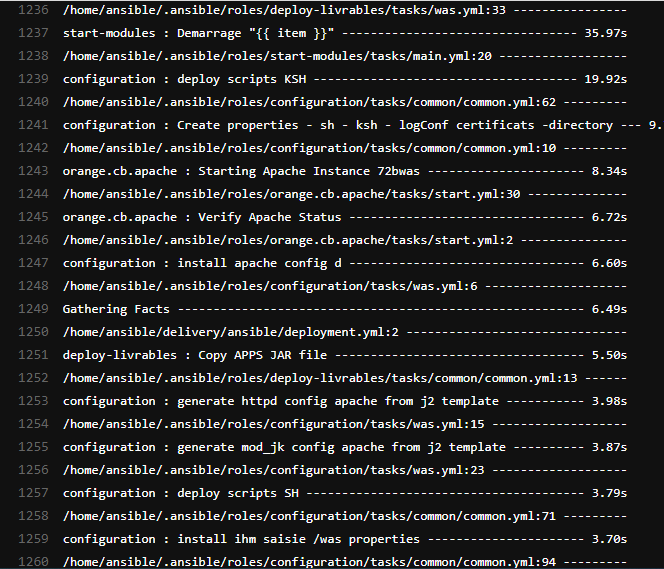 1236 /home/ansible/.ansible/roles/deploy-livrables/tasks/was.yml:33 ----------------
1237 start-modules : Demarrage "{{ item }}" ---------------------------------- 35.97s
1238 /home/ansible/.ansible/roles/start-modules/tasks/main.yml:20 ------------------
1239 configuration : deploy scripts KSH ------------------------------------- 19.92s
1240 /home/ansible/.ansible/roles/configuration/tasks/common/common.yml:62 ---------
1241 configuration : Create properties - sh - ksh - logConf certificats -directory --- 9.
1242 /home/ansible/.ansible/roles/configuration/tasks/common/common.yml:10 ---------
1243 orange.cb.apache : Starting Apache Instance 72bwas ---------------------- 8.34s
1244 /home/ansible/.ansible/roles/orange.cb.apache/tasks/start.yml:30 --------------
1245 orange.cb.apache : Verify Apache Status --------------------------------- 6.72s
1246 /home/ansible/.ansible/roles/orange.cb.apache/tasks/start.yml:2 ---------------
1247 configuration : install apache config d --------------------------------- 6.60s
1248 /home/ansible/.ansible/roles/configuration/tasks/was.yml:6 --------------------
1249 Gathering Facts --------------------------------------------------------- 6.49s
1250 /home/ansible/delivery/ansible/deployment.yml:2 -------------------------------
1251 deploy-livrables : Copy APPS JAR file ----------------------------------- 5.50s
1252 /home/ansible/.ansible/roles/deploy-livrables/tasks/common/common.yml:13 ------
1253 configuration : generate httpd config apache from j2 template ----------- 3.98s
1254 /home/ansible/.ansible/roles/configuration/tasks/was.yml:15 -------------------
1255 configuration : generate mod_jk config apache from j2 template ---------- 3.87s
1256 /home/ansible/.ansible/roles/configuration/tasks/was.yml:23 -------------------
1257 configuration : deploy scripts SH --------------------------------------- 3.79s
1258 /home/ansible/.ansible/roles/configuration/tasks/common/common.yml:71 ---------
1259 configuration : install ihm saisie /was properties ---------------------- 3.70s
1260 /home/ansible/.ansible/roles/configuration/tasks/common/common.yml:94 ---------